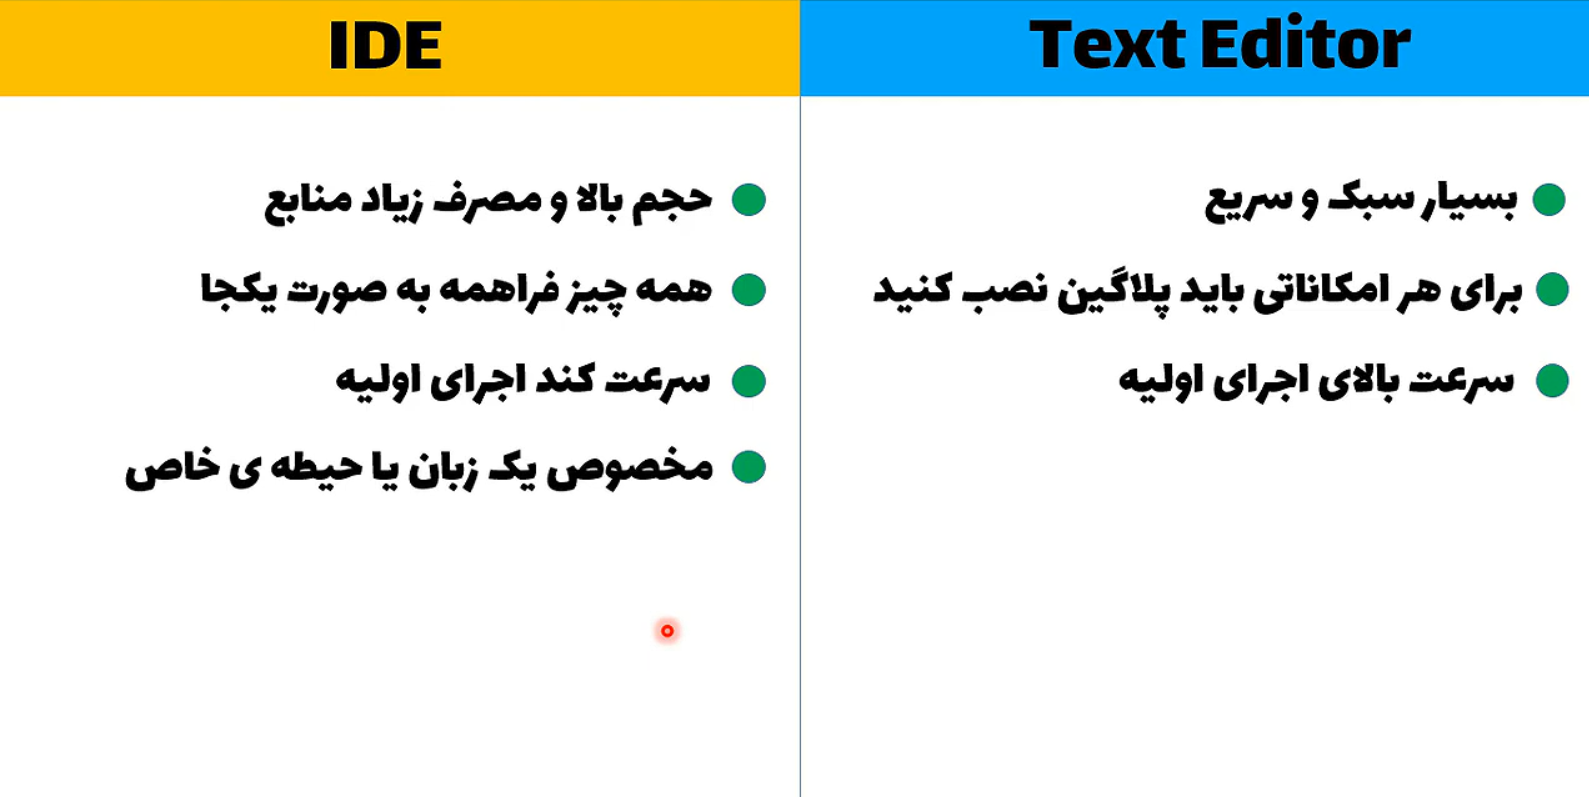 IDE
حجم بالا و مصرف زیاد منابع
همه چیز فراهمه به صورت یکجا
سرعت کند اجرای اولیه
مخصوص یک زبان یا حیطه ی خاص
Text Editor
بسیار سبک و سریع
برای هر امکاناتی باید پلاگین نصب کنید
سرعت بالای اجرای اولیه